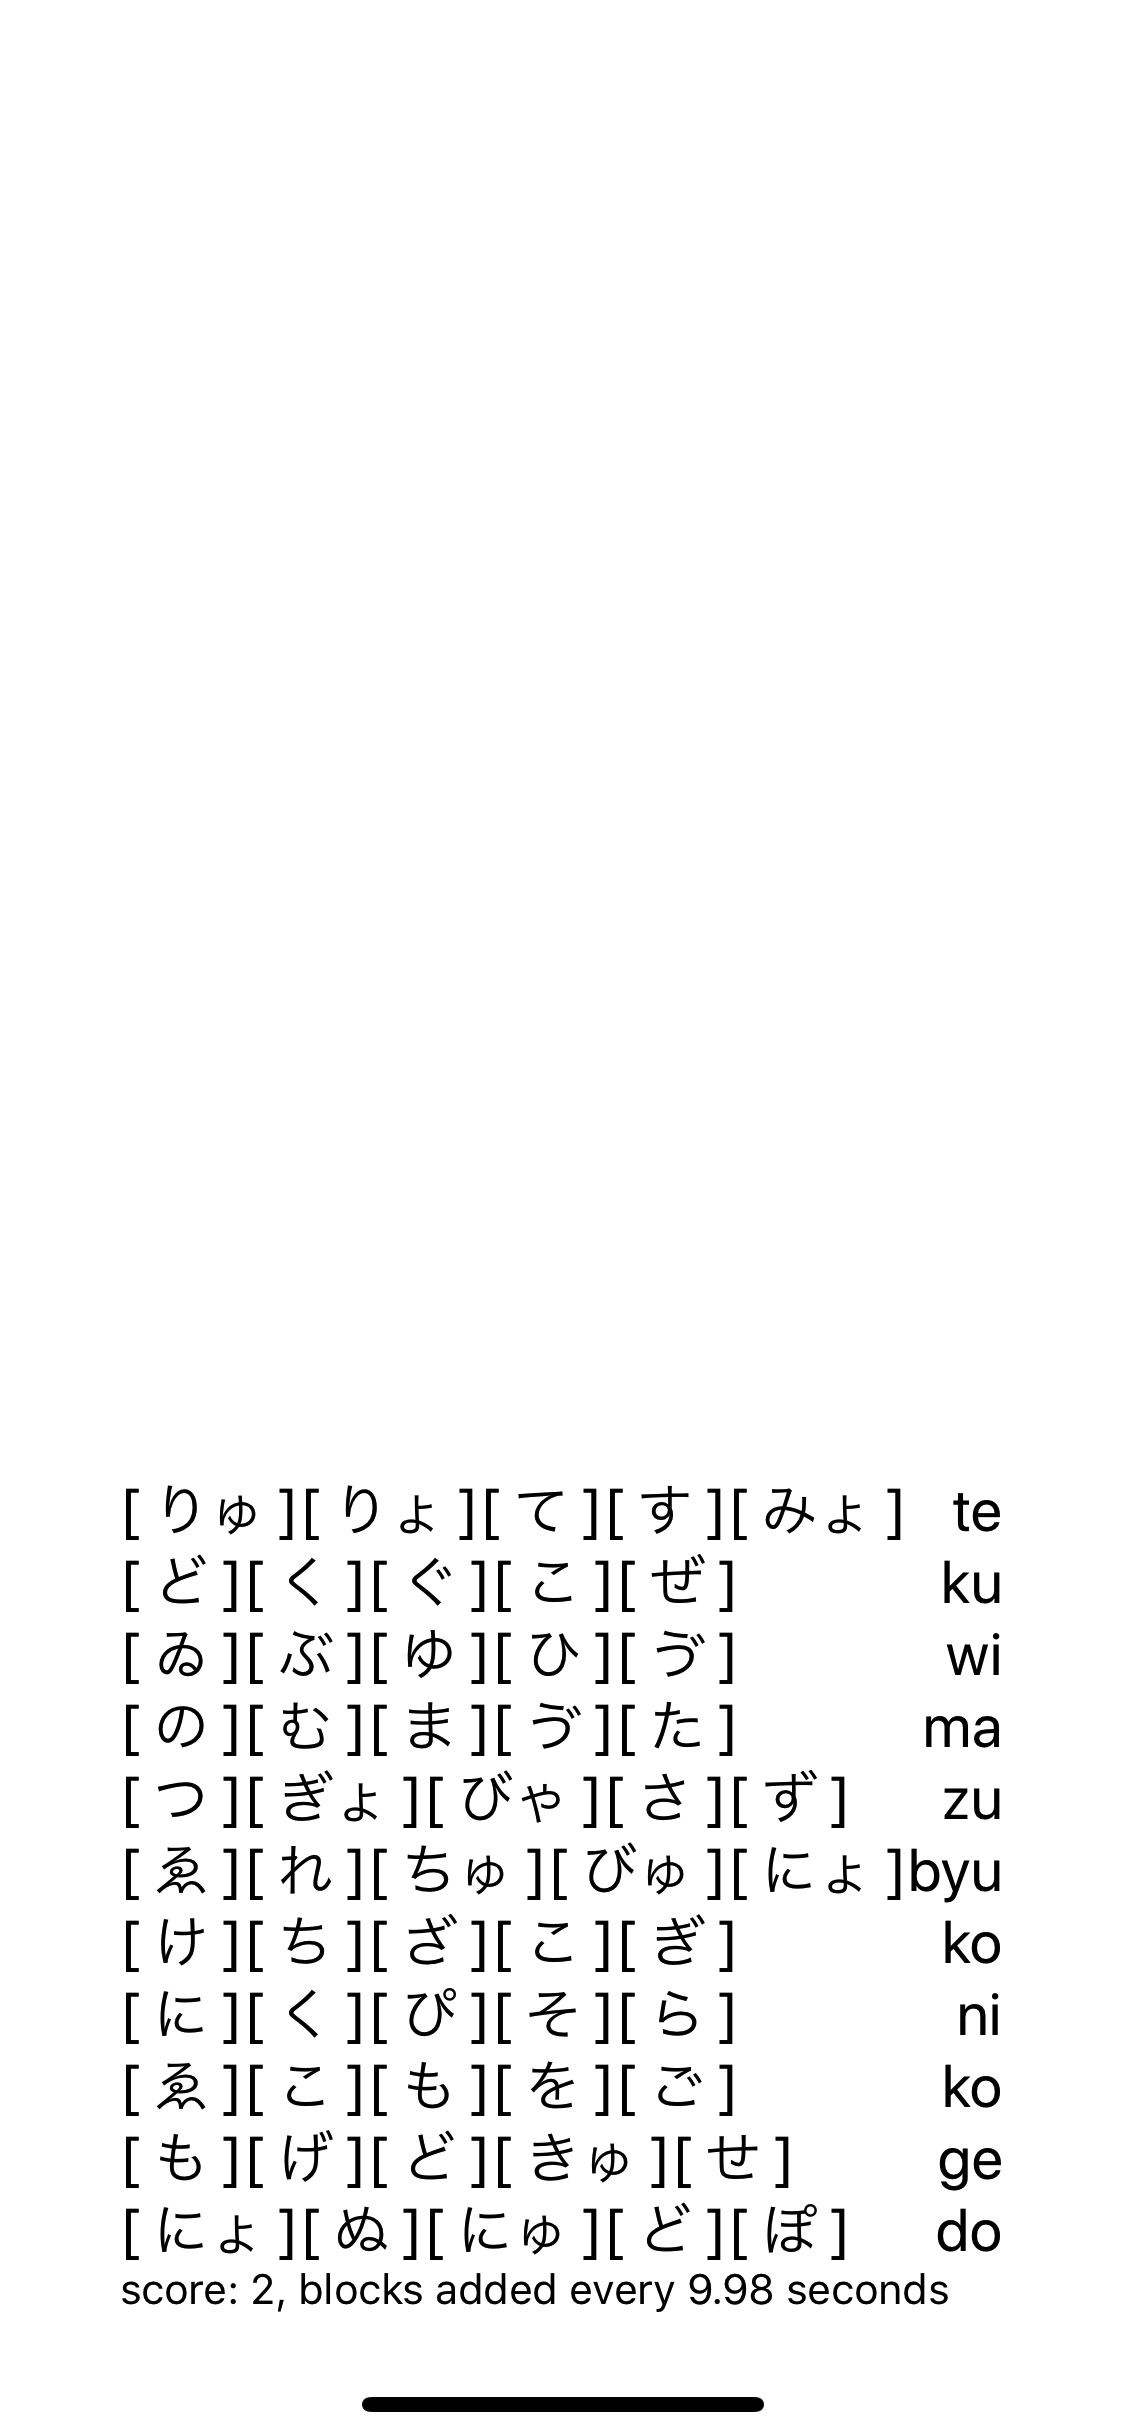 [ りゅ ][ りょ ][ て ][ す ][ みょ ] te
[ ど ][ く ][ ぐ ][ こ ][ ぜ ] ku
[ ゐ ][ ぶ ][ ゆ ][ ひ ][ づ ] wi
[ の ][ む ][ ま ][ づ ][ た ] ma
[ つ ][ ぎょ ][ びゃ ][ さ ][ ず ] zu
[ ゑ ][ れ ][ ちゅ ][ びゅ ][ にょ ]byu
[ け ][ ち ][ ざ ][ こ ][ ぎ ] ko
[ に ][ く ][ ぴ ][ そ ][ ら ] ni
[ ゑ ][ こ ][ も ][ を ][ ご ] ko
[ も ][ げ ][ ど ][ きゅ ][ せ ] ge
[ にょ ][ ぬ ][ にゅ ][ ど ][ ぽ ] do
score: 2, blocks added every 9.98 seconds